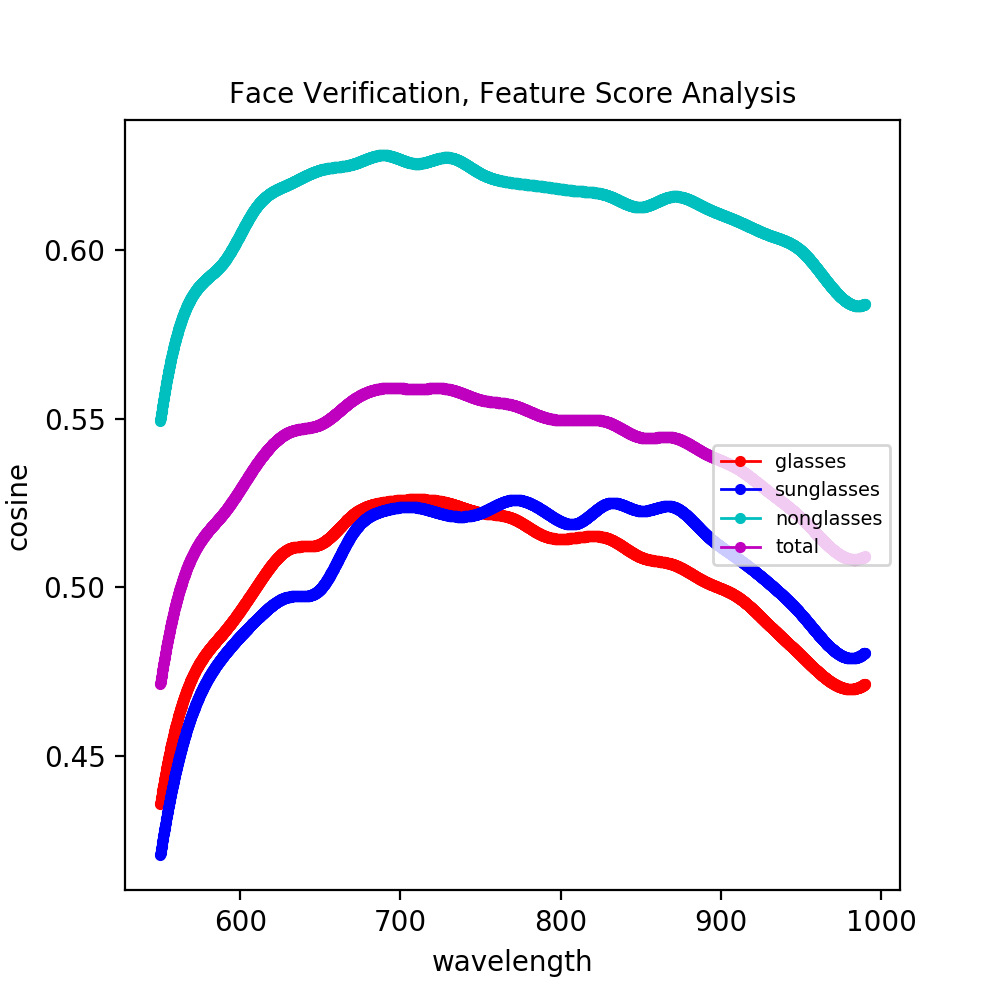 Face Verification, Feature Score Analysis
0.60
0.55
0.50
0.45
cosine
glasses
sunglasses
nonglasses
total
600 700 800 900 1000
wavelength